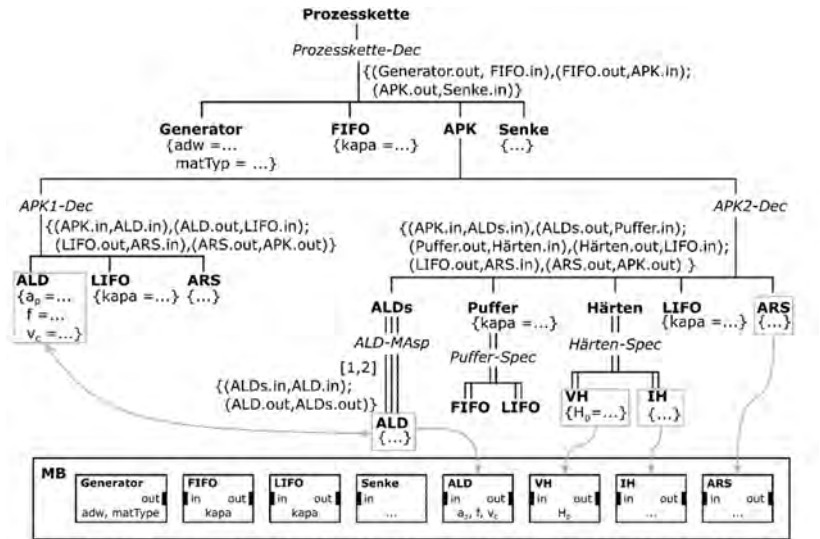 Prozesskette
Prozesskette-Dec
{(Generator.out, FIFO.in),(FIFO.out,APK.in);
(APK.out,Senke.in)}
Generator FIFO APK Senke
{adw =... {kapa =...} {...}
matTyp = ...}
APK1-Dec APK2-Dec
{(APK.in,ALD.in),(ALD.out,LIFO.in);
(LIFO.out,ARS.in),(ARS.out,APK.out)}
{(APK.in,ALDs.in),(ALDs.out,Puffer.in);
(Puffer.out,Härten.in),(Härten.out,LIFO.in);
(LIFO.out,ARS.in),(ARS.out,APK.out) }
ALD LIFO ARS
{aₚ =... {kapa =...} {...}
f =...
v꜀ =...}
ALDs Puffer Härten LIFO ARS
{kapa =...} {kapa =...} {...}
ALD-MAsp Puffer-Spec Härten-Spec
[1,2]
{(ALDs.in,ALD.in);
(ALD.out,ALDs.out)}
FIFO LIFO VH IH
{Hₚ=...} {...}
ALD
{...}
MB
Generator FIFO LIFO Senke ALD VH IH ARS
out in out in out in in out in out in out in out
adw, matType kapa kapa ... aₚ, f, v꜀ Hₚ ... ...